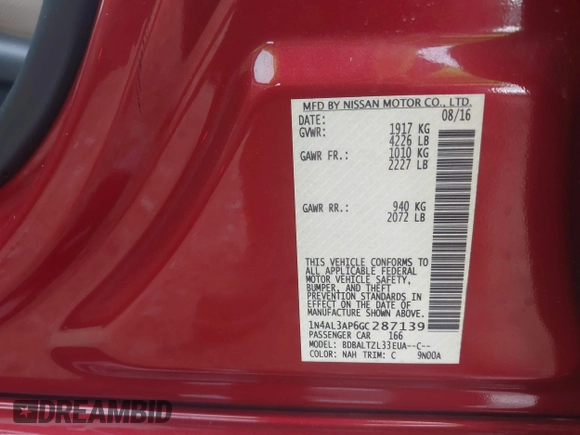 MFD BY NISSAN MOTOR CO., LTD.
DATE: 08/16
GVWR: 1917 KG
4226 LB
GAWR FR.: 1010 KG
2227 LB
GAWR RR.: 940 KG
2072 LB
THIS VEHICLE CONFORMS TO
ALL APPLICABLE FEDERAL
MOTOR VEHICLE SAFETY,
BUMPER, AND THEFT
PREVENTION STANDARDS IN
EFFECT ON THE DATE OF
MANUFACTURE SHOWN ABOVE.
1N4AL3AP6GC287139
PASSENGER CAR 166
MODEL: BDBALTZL33EUA--C--
COLOR: NAH TRIM: C 9N00A
DREAMBID